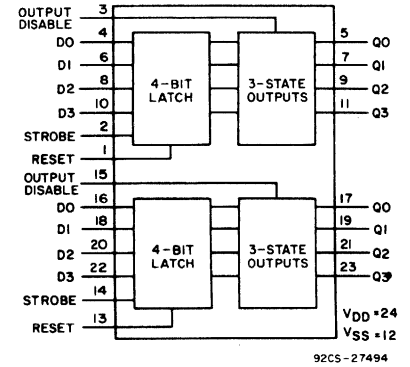 OUTPUT DISABLE 3
D0 4
D1 6
D2 8
D3 10
STROBE 2
RESET 1
4-BIT LATCH
3-STATE OUTPUTS
5 Q0
7 Q1
9 Q2
11 Q3
OUTPUT DISABLE 15
D0 16
D1 18
D2 20
D3 22
STROBE 14
RESET 13
4-BIT LATCH
3-STATE OUTPUTS
17 Q0
19 Q1
21 Q2
23 Q3
VDD=24
VSS=12
92CS-27494